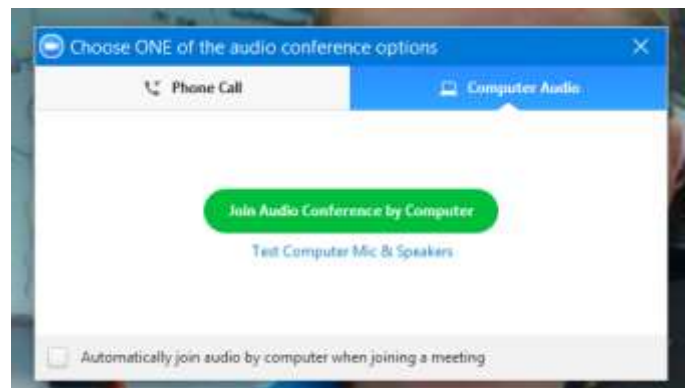 Choose ONE of the audio conference options
Phone Call
Computer Audio
Join Audio Conference by Computer
Test Computer Mic & Speakers
Automatically join audio by computer when joining a meeting